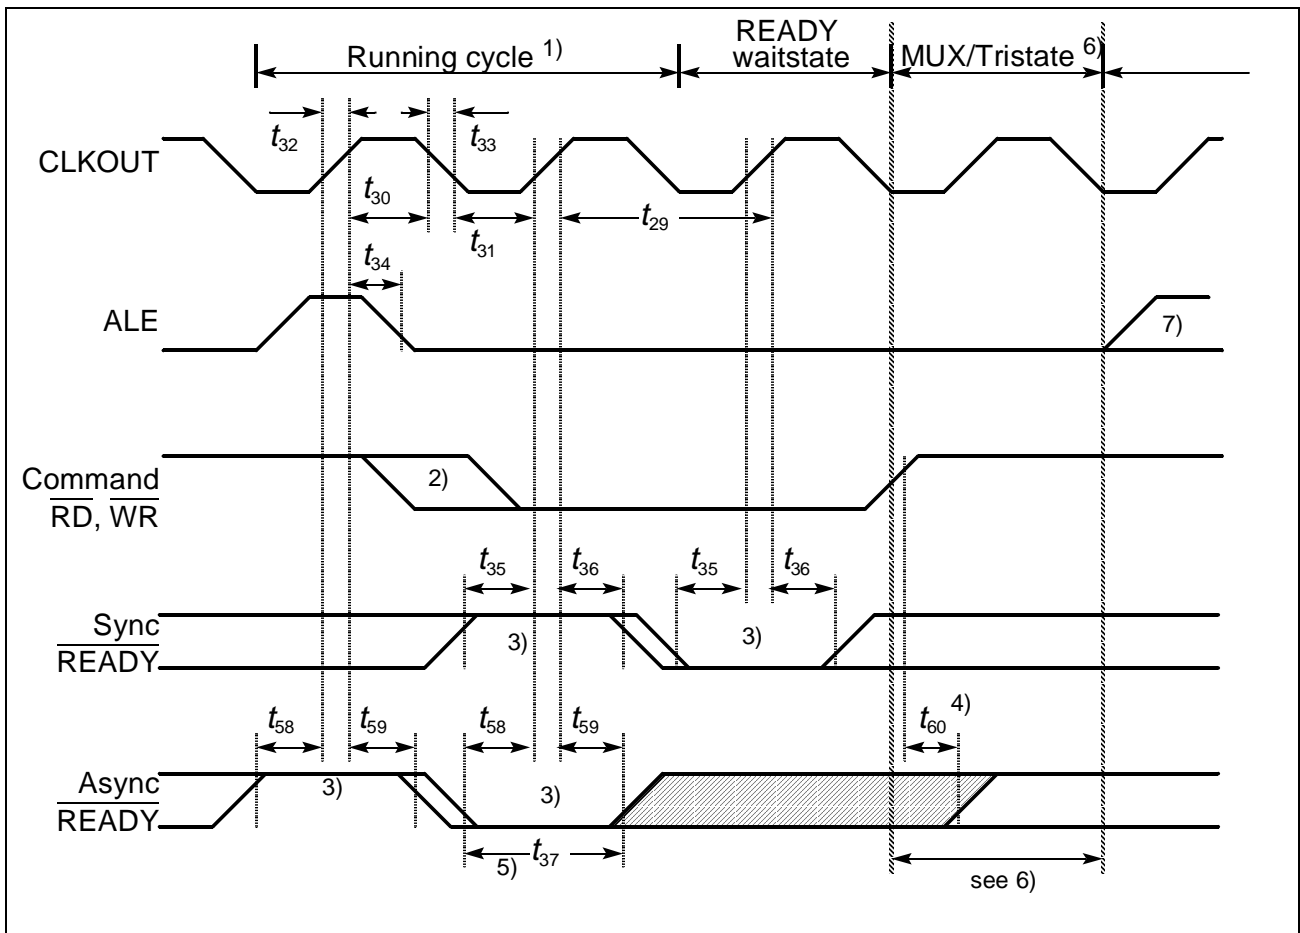 READY
Running cycle 1) waitstate MUX/Tristate 6)
t32 t33
CLKOUT
t30 t29
t31
t34
ALE 7)
Command 2)
RD, WR
t35 t36 t35 t36
Sync 3) 3)
READY
t58 t59 t58 t59 t60 4)
Async 3) 3)
READY
5) t37
see 6)